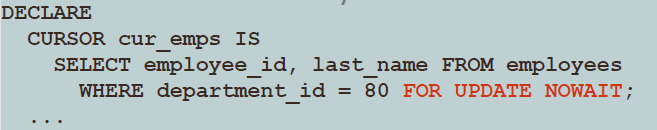 DECLARE
CURSOR cur_emps IS
SELECT employee_id, last_name FROM employees
WHERE department_id = 80 FOR UPDATE NOWAIT;
...